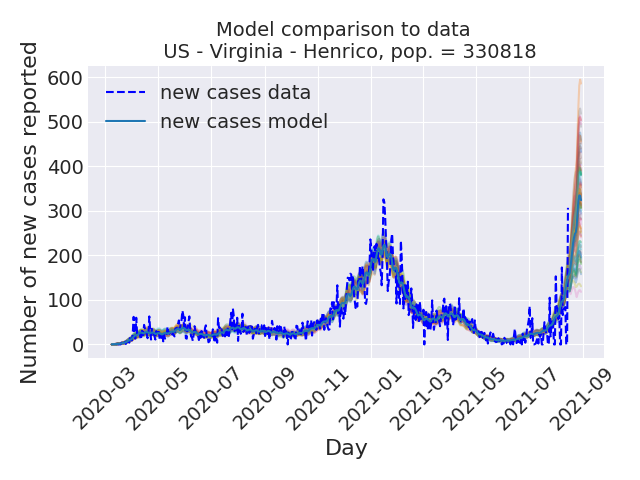 Model comparison to data
US - Virginia - Henrico, pop. = 330818
Number of new cases reported
600
500
400
300
200
100
0
new cases data
new cases model
2020-03
2020-05
2020-07
2020-09
2020-11
2021-01
2021-03
2021-05
2021-07
2021-09
Day